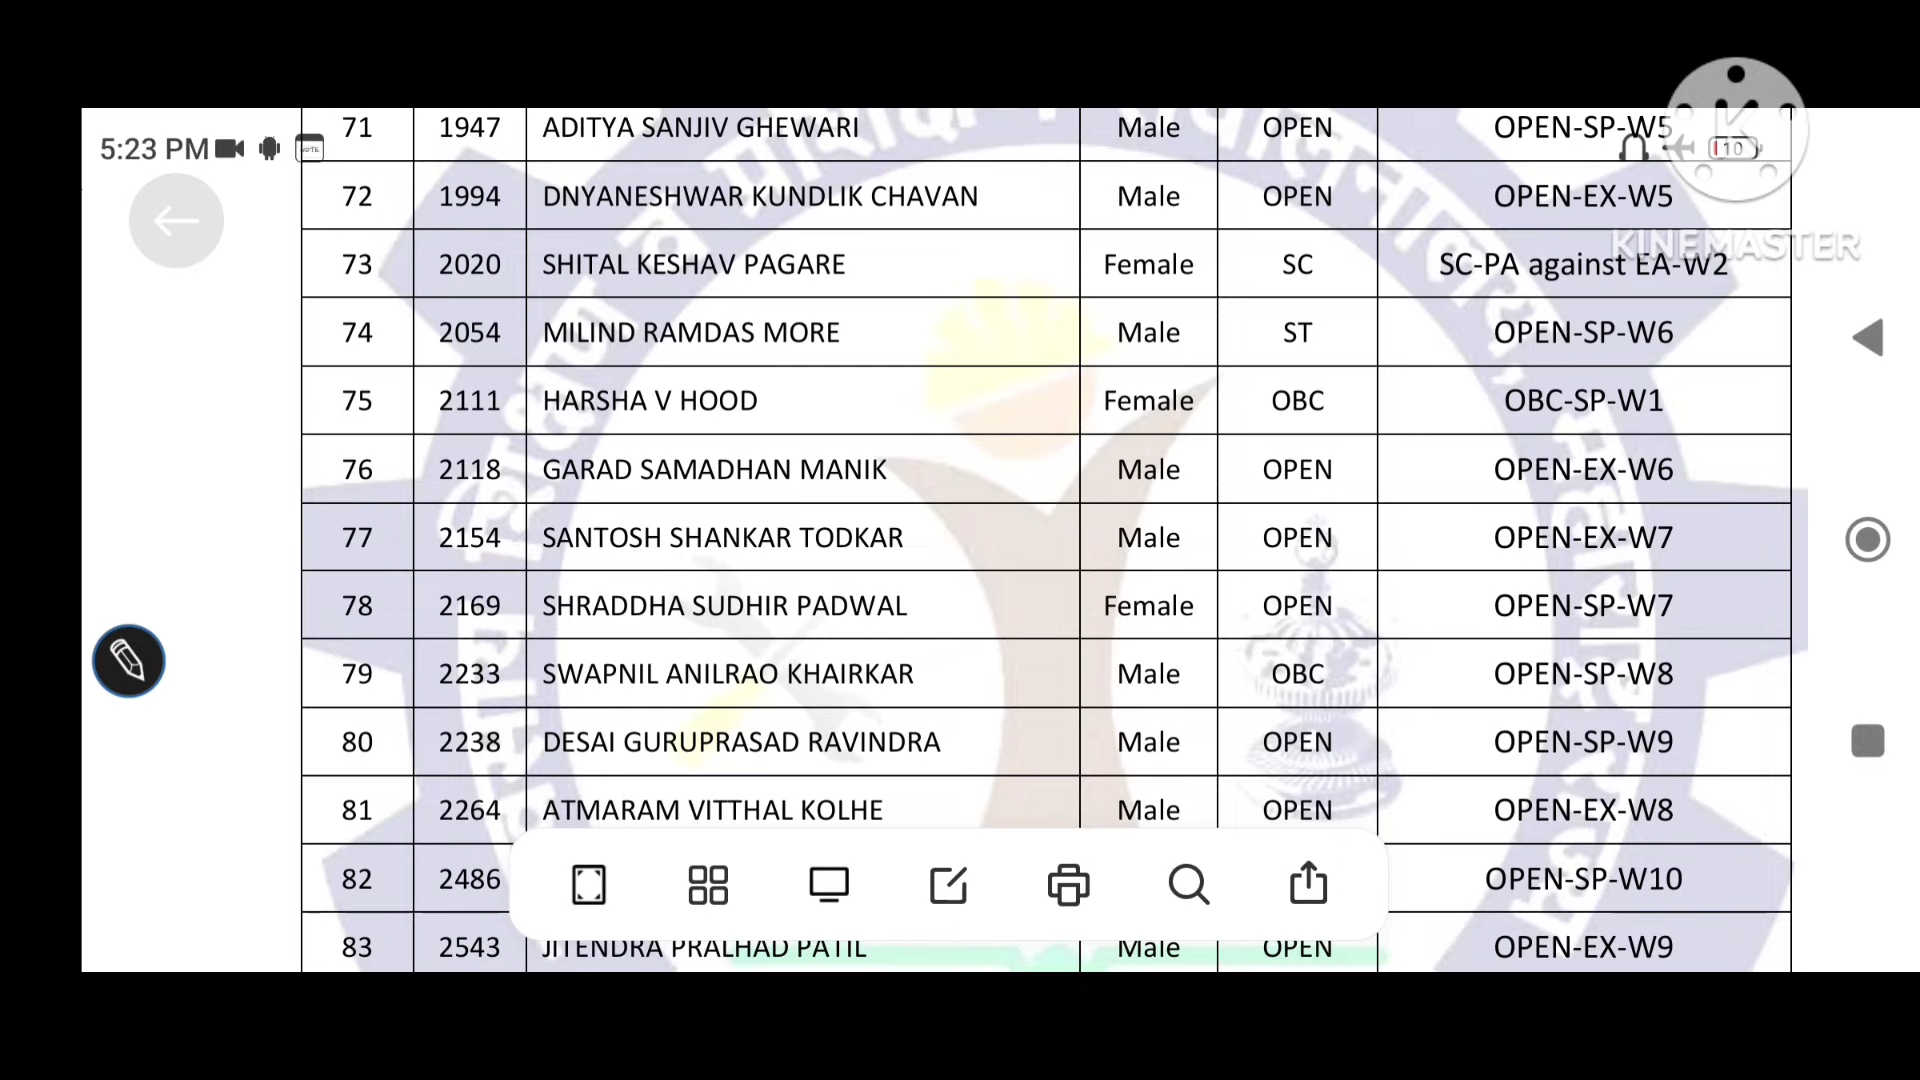 5:23 PM
NOTE
10
KINEMASTER
71 1947 ADITYA SANJIV GHEWARI Male OPEN OPEN-SP-W5
72 1994 DNYANESHWAR KUNDLIK CHAVAN Male OPEN OPEN-EX-W5
73 2020 SHITAL KESHAV PAGARE Female SC SC-PA against EA-W2
74 2054 MILIND RAMDAS MORE Male ST OPEN-SP-W6
75 2111 HARSHA V HOOD Female OBC OBC-SP-W1
76 2118 GARAD SAMADHAN MANIK Male OPEN OPEN-EX-W6
77 2154 SANTOSH SHANKAR TODKAR Male OPEN OPEN-EX-W7
78 2169 SHRADDHA SUDHIR PADWAL Female OPEN OPEN-SP-W7
79 2233 SWAPNIL ANILRAO KHAIRKAR Male OBC OPEN-SP-W8
80 2238 DESAI GURUPRASAD RAVINDRA Male OPEN OPEN-SP-W9
81 2264 ATMARAM VITTHAL KOLHE Male OPEN OPEN-EX-W8
82 2486 OPEN-SP-W10
83 2543 JITENDRA PRALHAD PATIL Male OPEN OPEN-EX-W9